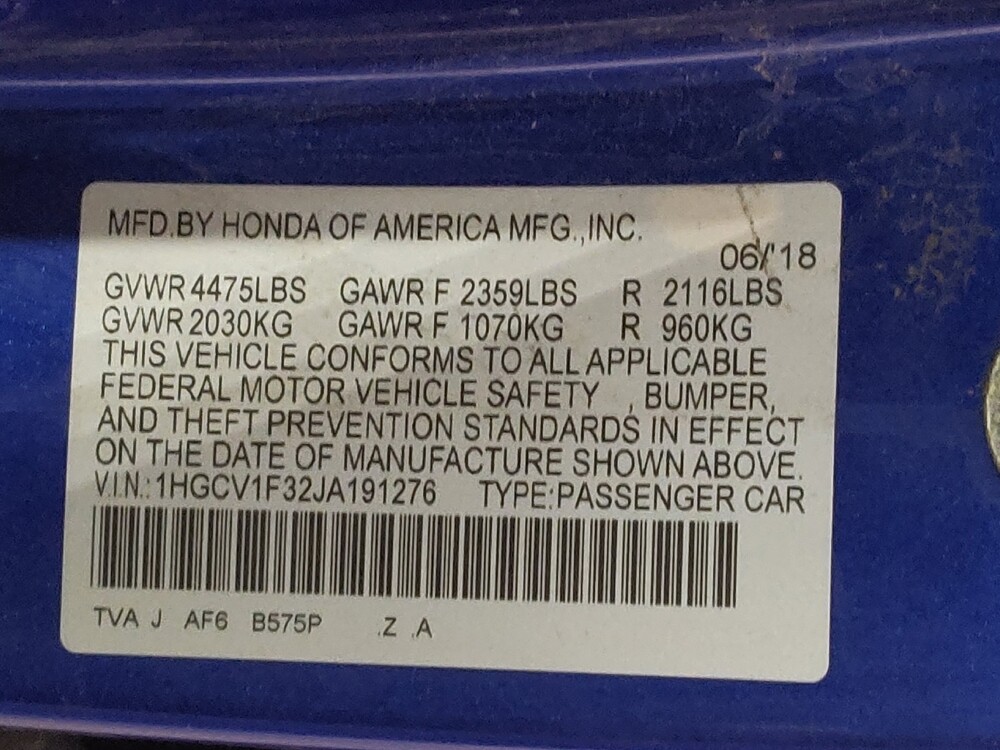 MFD.BY HONDA OF AMERICA MFG.,INC.
06/'18
GVWR 4475LBS GAWR F 2359LBS R 2116LBS
GVWR 2030KG GAWR F 1070KG R 960KG
THIS VEHICLE CONFORMS TO ALL APPLICABLE
FEDERAL MOTOR VEHICLE SAFETY , BUMPER,
AND THEFT PREVENTION STANDARDS IN EFFECT
ON THE DATE OF MANUFACTURE SHOWN ABOVE.
V.I.N.: 1HGCV1F32JA191276 TYPE:PASSENGER CAR
TVA J AF6 B575P .Z .A